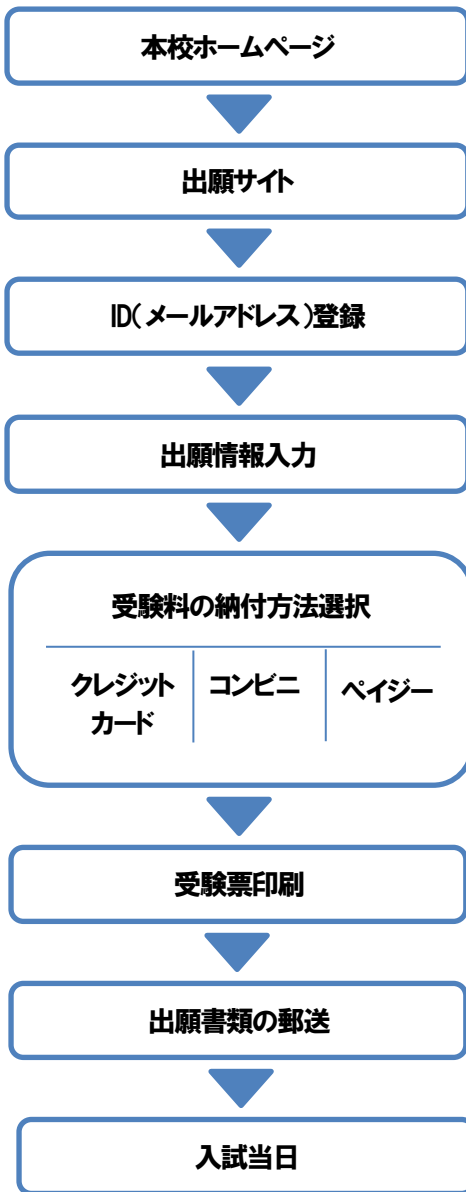 本校ホームページ
出願サイト
ID(メールアドレス)登録
出願情報入力
受験料の納付方法選択
クレジット
カード
コンビニ
ペイジー
受験票印刷
出願書類の郵送
入試当日